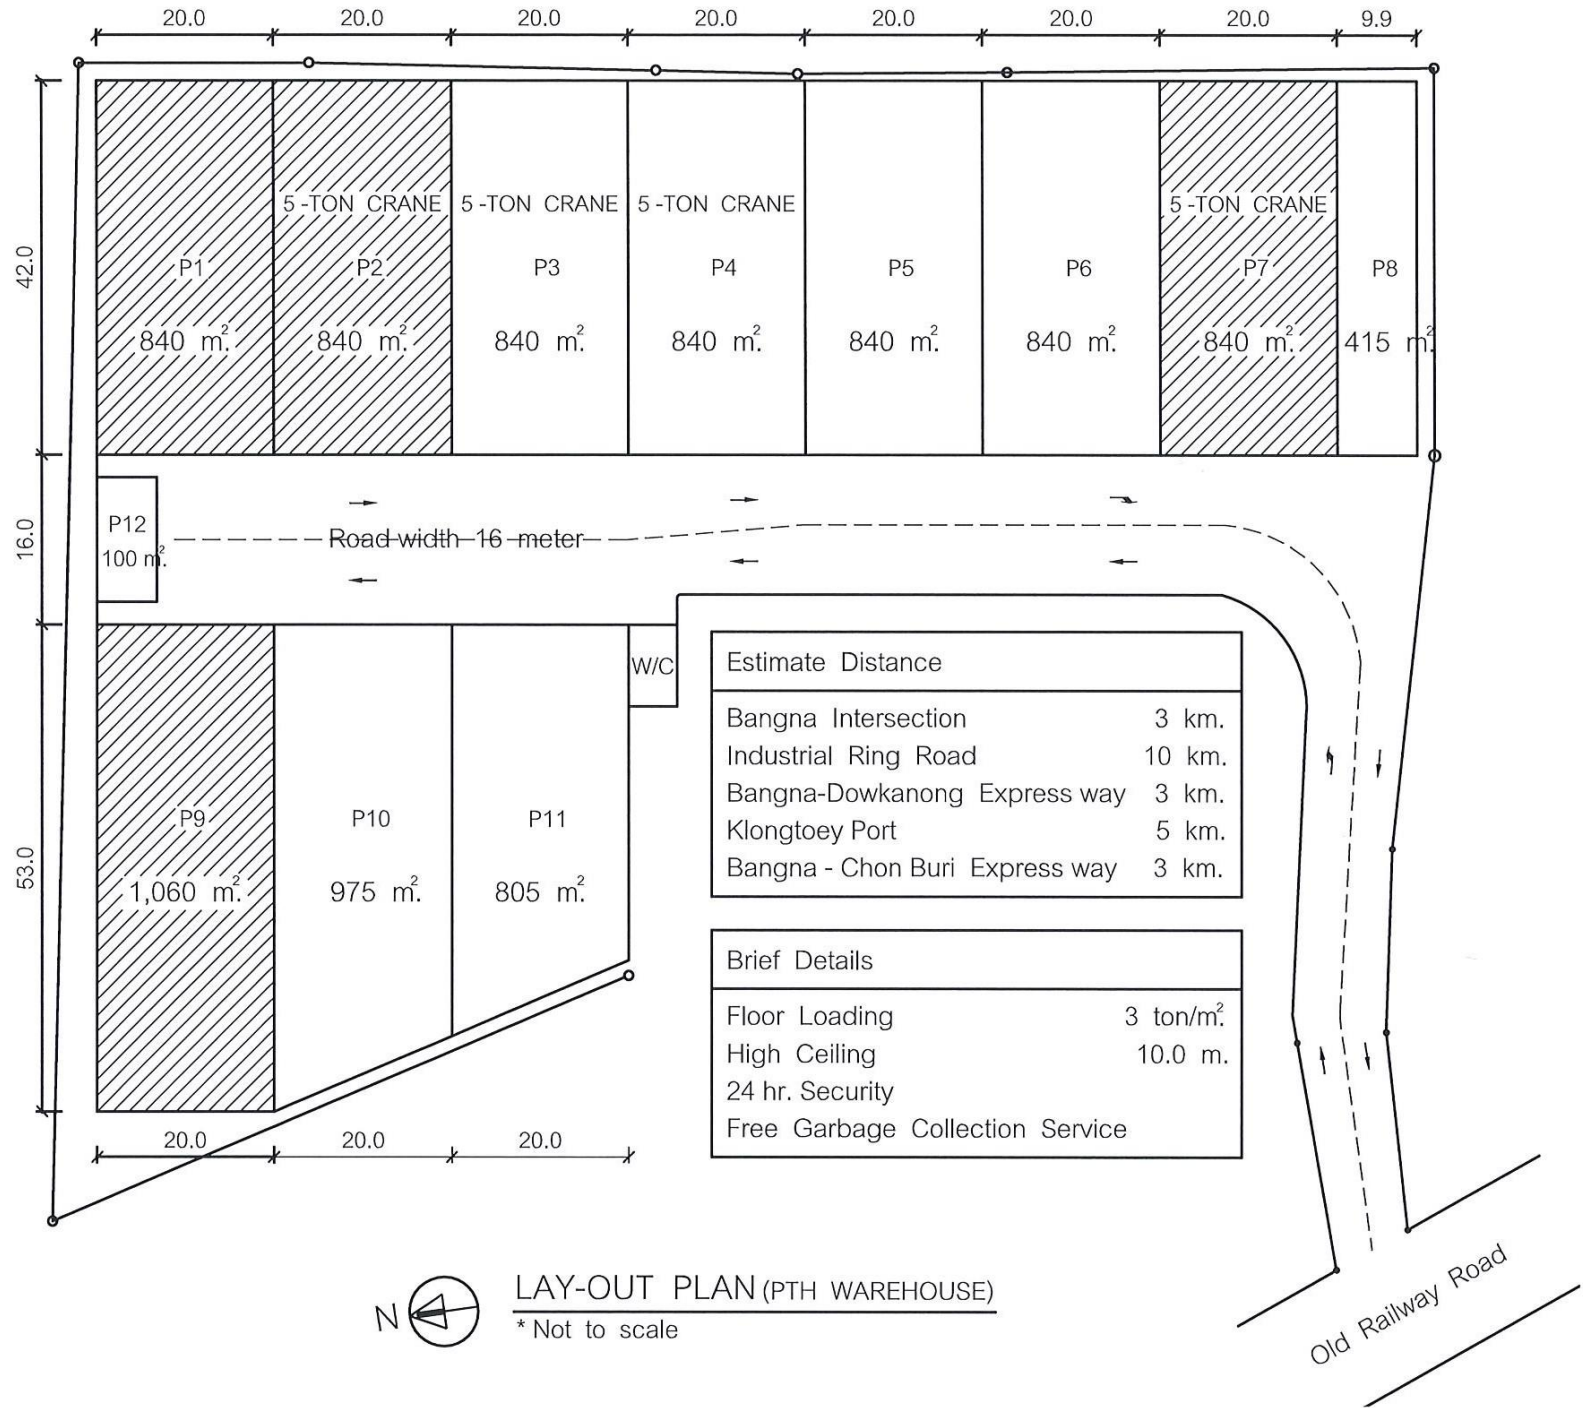 20.0 20.0 20.0 20.0 20.0 20.0 20.0 9.9
42.0
5 -TON CRANE 5 -TON CRANE 5 -TON CRANE 5 -TON CRANE
P1 P2 P3 P4 P5 P6 P7 P8
840 m². 840 m². 840 m². 840 m². 840 m². 840 m². 840 m². 415 m².
16.0
P12
100 m².
Road width 16 meter
53.0
W/C
P9 P10 P11
1,060 m². 975 m². 805 m².
20.0 20.0 20.0
Estimate Distance
Bangna Intersection 3 km.
Industrial Ring Road 10 km.
Bangna-Dowkanong Express way 3 km.
Klongtoey Port 5 km.
Bangna - Chon Buri Express way 3 km.
Brief Details
Floor Loading 3 ton/m².
High Ceiling 10.0 m.
24 hr. Security
Free Garbage Collection Service
N
LAY-OUT PLAN (PTH WAREHOUSE)
* Not to scale
Old Railway Road